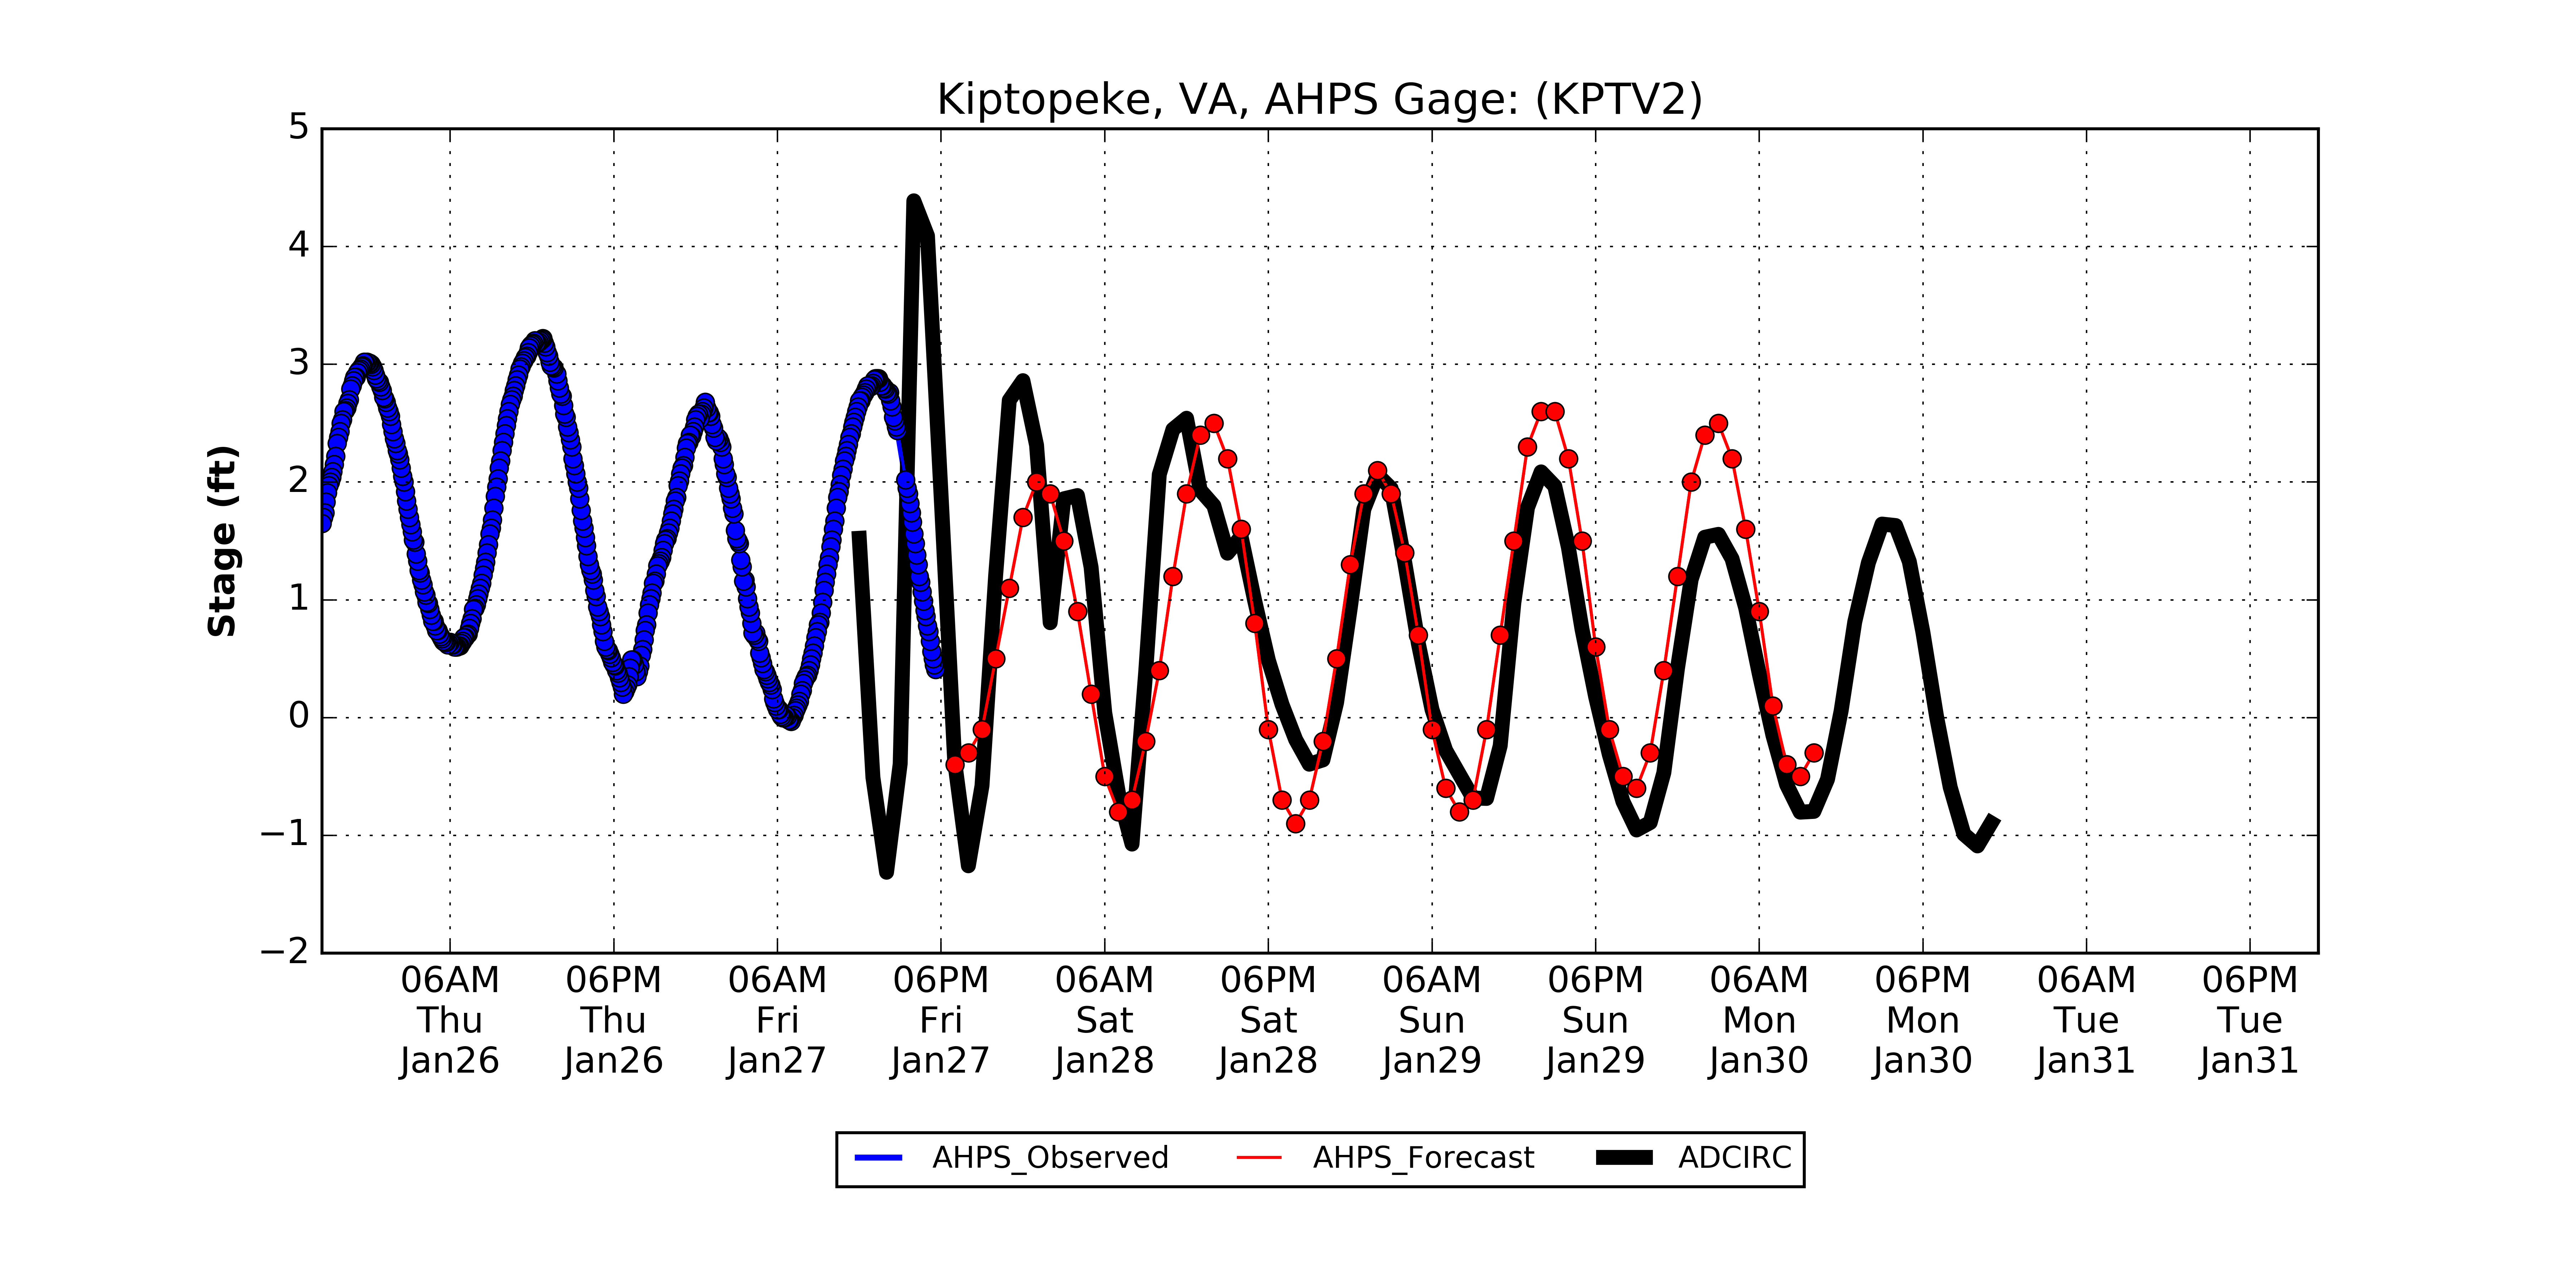 Kiptopeke, VA, AHPS Gage: (KPTV2)
5
4
3
2
1
0
−1
−2
Stage (ft)
06AM 06PM 06AM 06PM 06AM 06PM 06AM 06PM 06AM 06PM 06AM 06PM
Thu Thu Fri Fri Sat Sat Sun Sun Mon Mon Tue Tue
Jan26 Jan26 Jan27 Jan27 Jan28 Jan28 Jan29 Jan29 Jan30 Jan30 Jan31 Jan31
AHPS_Observed AHPS_Forecast ADCIRC